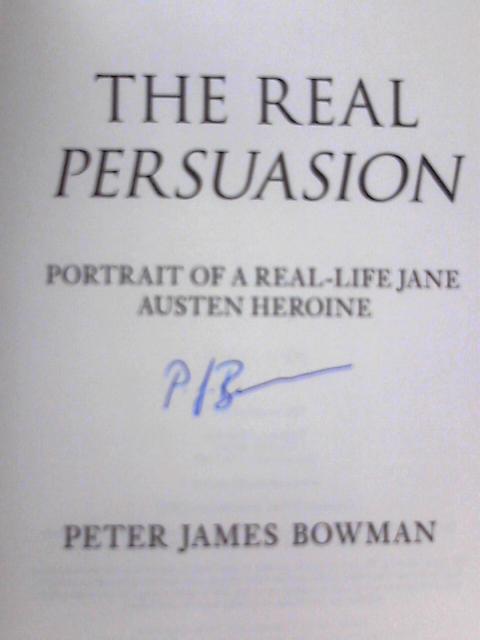 THE REAL
PERSUASION
PORTRAIT OF A REAL-LIFE JANE
AUSTEN HEROINE
PETER JAMES BOWMAN